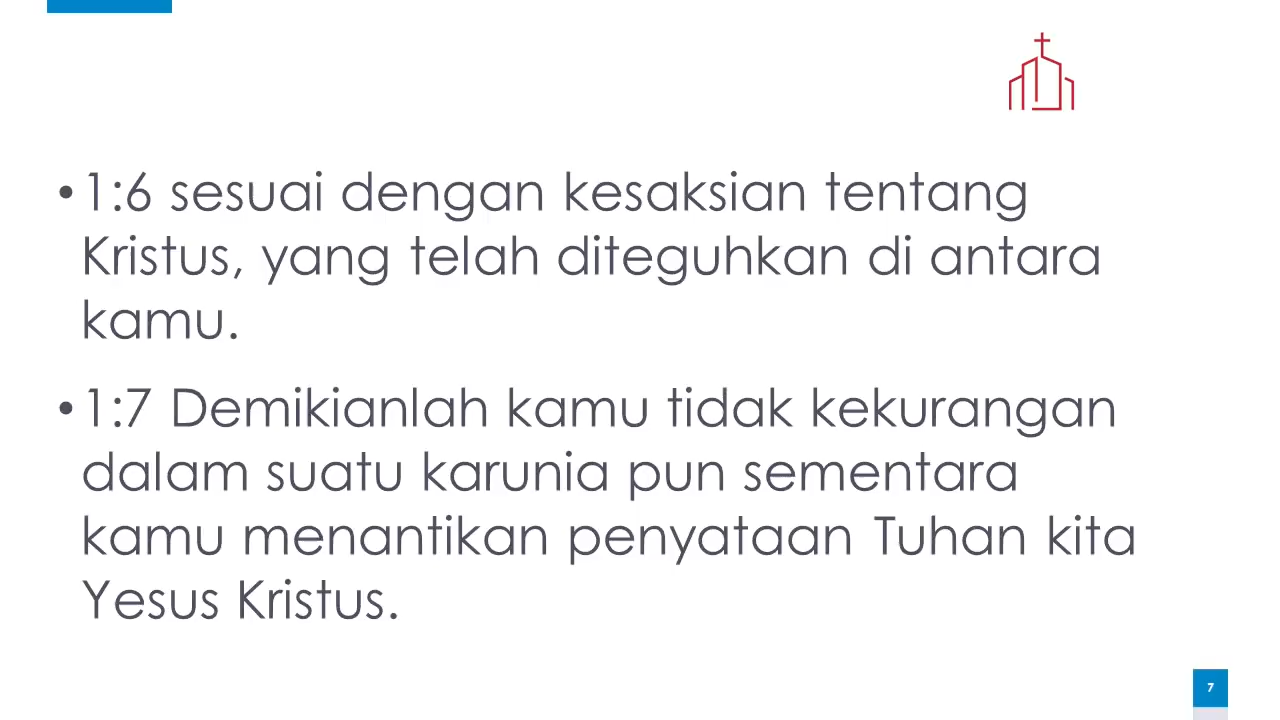 •1:6 sesuai dengan kesaksian tentang
Kristus, yang telah diteguhkan di antara
kamu.
•1:7 Demikianlah kamu tidak kekurangan
dalam suatu karunia pun sementara
kamu menantikan penyataan Tuhan kita
Yesus Kristus.
7